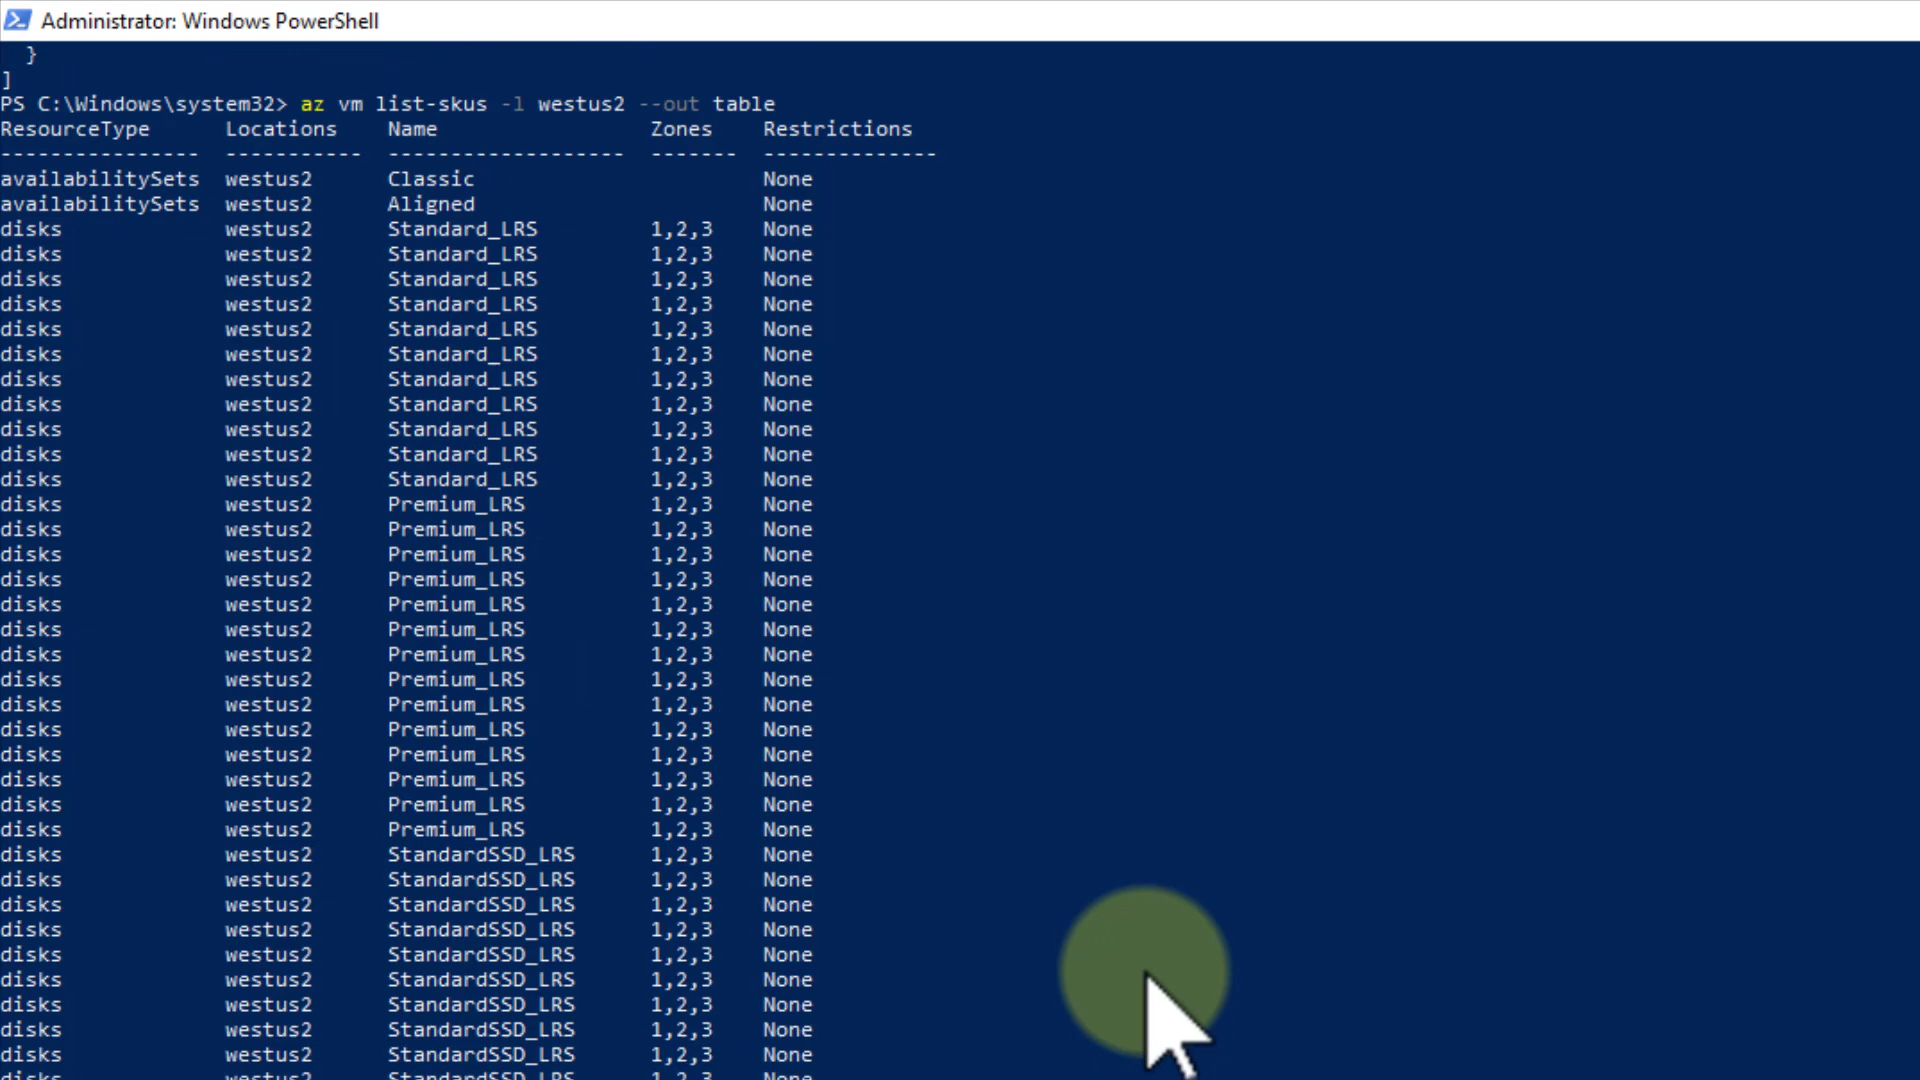 Administrator: Windows PowerShell
}
]
PS C:\Windows\system32> az vm list-skus -l westus2 --out table
ResourceType Locations Name Zones Restrictions
---------------- ----------- ------------------- ------- --------------
availabilitySets westus2 Classic None
availabilitySets westus2 Aligned None
disks westus2 Standard_LRS 1,2,3 None
disks westus2 Standard_LRS 1,2,3 None
disks westus2 Standard_LRS 1,2,3 None
disks westus2 Standard_LRS 1,2,3 None
disks westus2 Standard_LRS 1,2,3 None
disks westus2 Standard_LRS 1,2,3 None
disks westus2 Standard_LRS 1,2,3 None
disks westus2 Standard_LRS 1,2,3 None
disks westus2 Standard_LRS 1,2,3 None
disks westus2 Standard_LRS 1,2,3 None
disks westus2 Standard_LRS 1,2,3 None
disks westus2 Premium_LRS 1,2,3 None
disks westus2 Premium_LRS 1,2,3 None
disks westus2 Premium_LRS 1,2,3 None
disks westus2 Premium_LRS 1,2,3 None
disks westus2 Premium_LRS 1,2,3 None
disks westus2 Premium_LRS 1,2,3 None
disks westus2 Premium_LRS 1,2,3 None
disks westus2 Premium_LRS 1,2,3 None
disks westus2 Premium_LRS 1,2,3 None
disks westus2 Premium_LRS 1,2,3 None
disks westus2 Premium_LRS 1,2,3 None
disks westus2 Premium_LRS 1,2,3 None
disks westus2 Premium_LRS 1,2,3 None
disks westus2 Premium_LRS 1,2,3 None
disks westus2 StandardSSD_LRS 1,2,3 None
disks westus2 StandardSSD_LRS 1,2,3 None
disks westus2 StandardSSD_LRS 1,2,3 None
disks westus2 StandardSSD_LRS 1,2,3 None
disks westus2 StandardSSD_LRS 1,2,3 None
disks westus2 StandardSSD_LRS 1,2,3 None
disks westus2 StandardSSD_LRS 1,2,3 None
disks westus2 StandardSSD_LRS 1,2,3 None
disks westus2 StandardSSD_LRS 1,2,3 None
disks westus2 StandardSSD_LRS 1,2,3 None